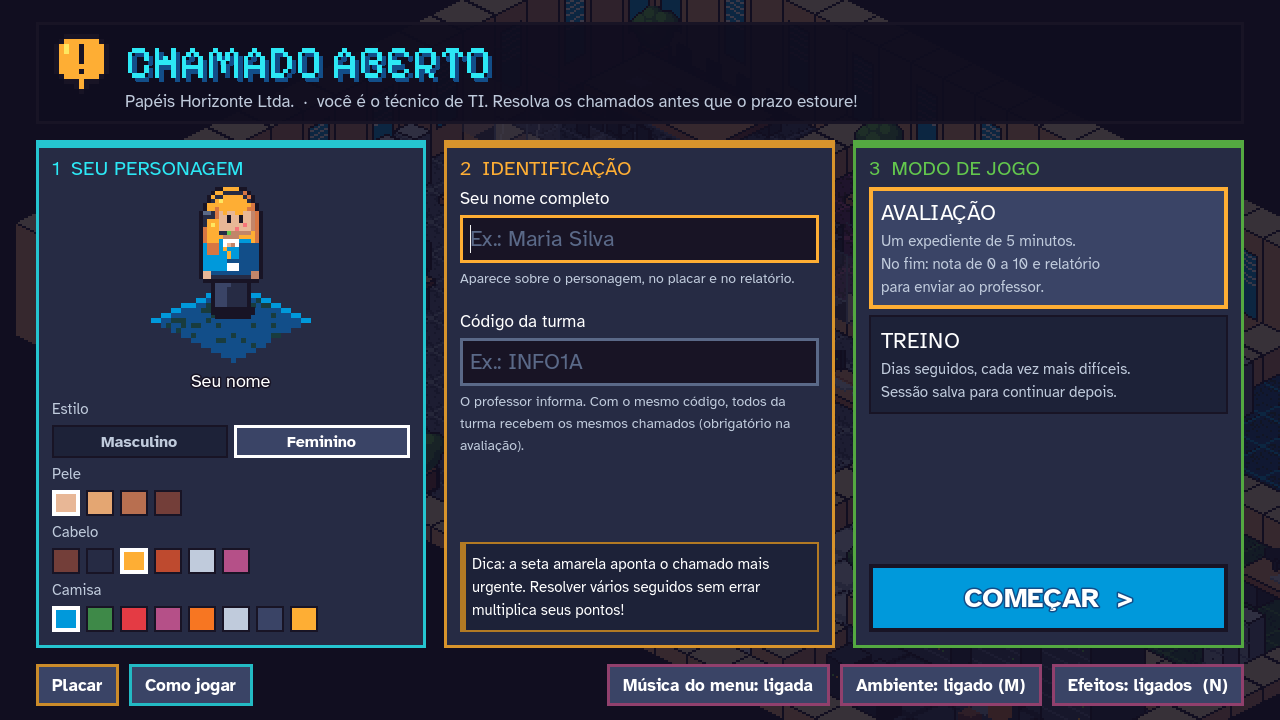 CHAMADO ABERTO
Papéis Horizonte Ltda. · você é o técnico de TI. Resolva os chamados antes que o prazo estoure!
1 SEU PERSONAGEM
Seu nome
Estilo
Masculino
Feminino
Pele
Cabelo
Camisa
2 IDENTIFICAÇÃO
Seu nome completo
Ex.: Maria Silva
Aparece sobre o personagem, no placar e no relatório.
Código da turma
Ex.: INFO1A
O professor informa. Com o mesmo código, todos da
turma recebem os mesmos chamados (obrigatório na
avaliação).
Dica: a seta amarela aponta o chamado mais
urgente. Resolver vários seguidos sem errar
multiplica seus pontos!
3 MODO DE JOGO
AVALIAÇÃO
Um expediente de 5 minutos.
No fim: nota de 0 a 10 e relatório
para enviar ao professor.
TREINO
Dias seguidos, cada vez mais difíceis.
Sessão salva para continuar depois.
COMEÇAR >
Placar
Como jogar
Música do menu: ligada
Ambiente: ligado (M)
Efeitos: ligados (N)